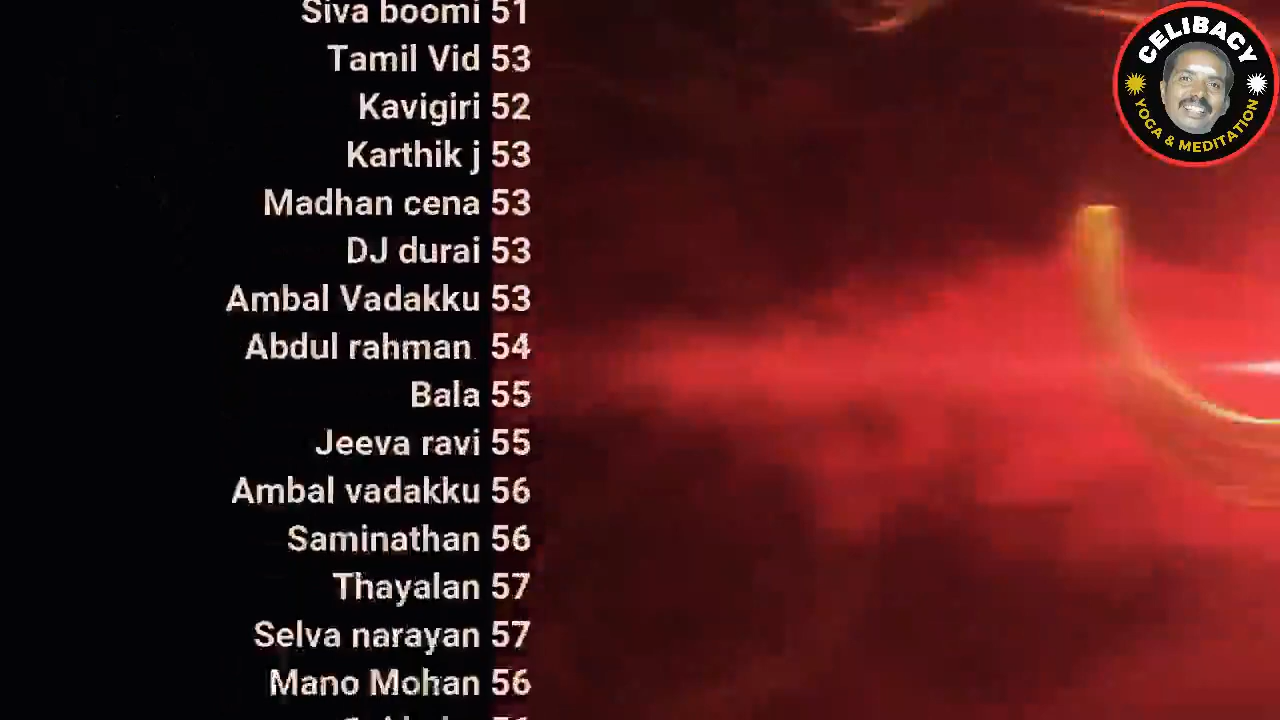 Siva boomi 51
Tamil Vid 53
Kavigiri 52
Karthik j 53
Madhan cena 53
DJ durai 53
Ambal Vadakku 53
Abdul rahman 54
Bala 55
Jeeva ravi 55
Ambal vadakku 56
Saminathan 56
Thayalan 57
Selva narayan 57
Mano Mohan 56
CELIBACY
YOGA & MEDITATION